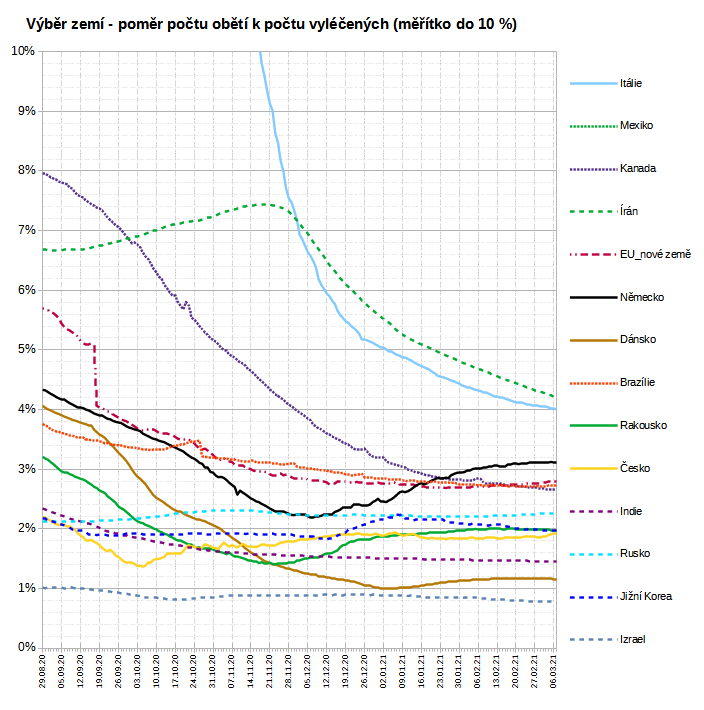 Výběr zemí - poměr počtu obětí k počtu vyléčených (měřítko do 10 %)
10%
9%
8%
7%
6%
5%
4%
3%
2%
1%
0%
29.08.20
05.09.20
12.09.20
19.09.20
26.09.20
03.10.20
10.10.20
17.10.20
24.10.20
31.10.20
07.11.20
14.11.20
21.11.20
28.11.20
05.12.20
12.12.20
19.12.20
26.12.20
02.01.21
09.01.21
16.01.21
23.01.21
30.01.21
06.02.21
13.02.21
20.02.21
27.02.21
06.03.21
Itálie
Mexiko
Kanada
Írán
EU_nové země
Německo
Dánsko
Brazílie
Rakousko
Česko
Indie
Rusko
Jižní Korea
Izrael